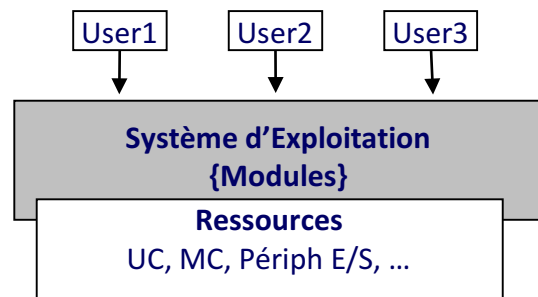 User1 User2 User3
Système d’Exploitation
{Modules}
Ressources
UC, MC, Périph E/S, ...